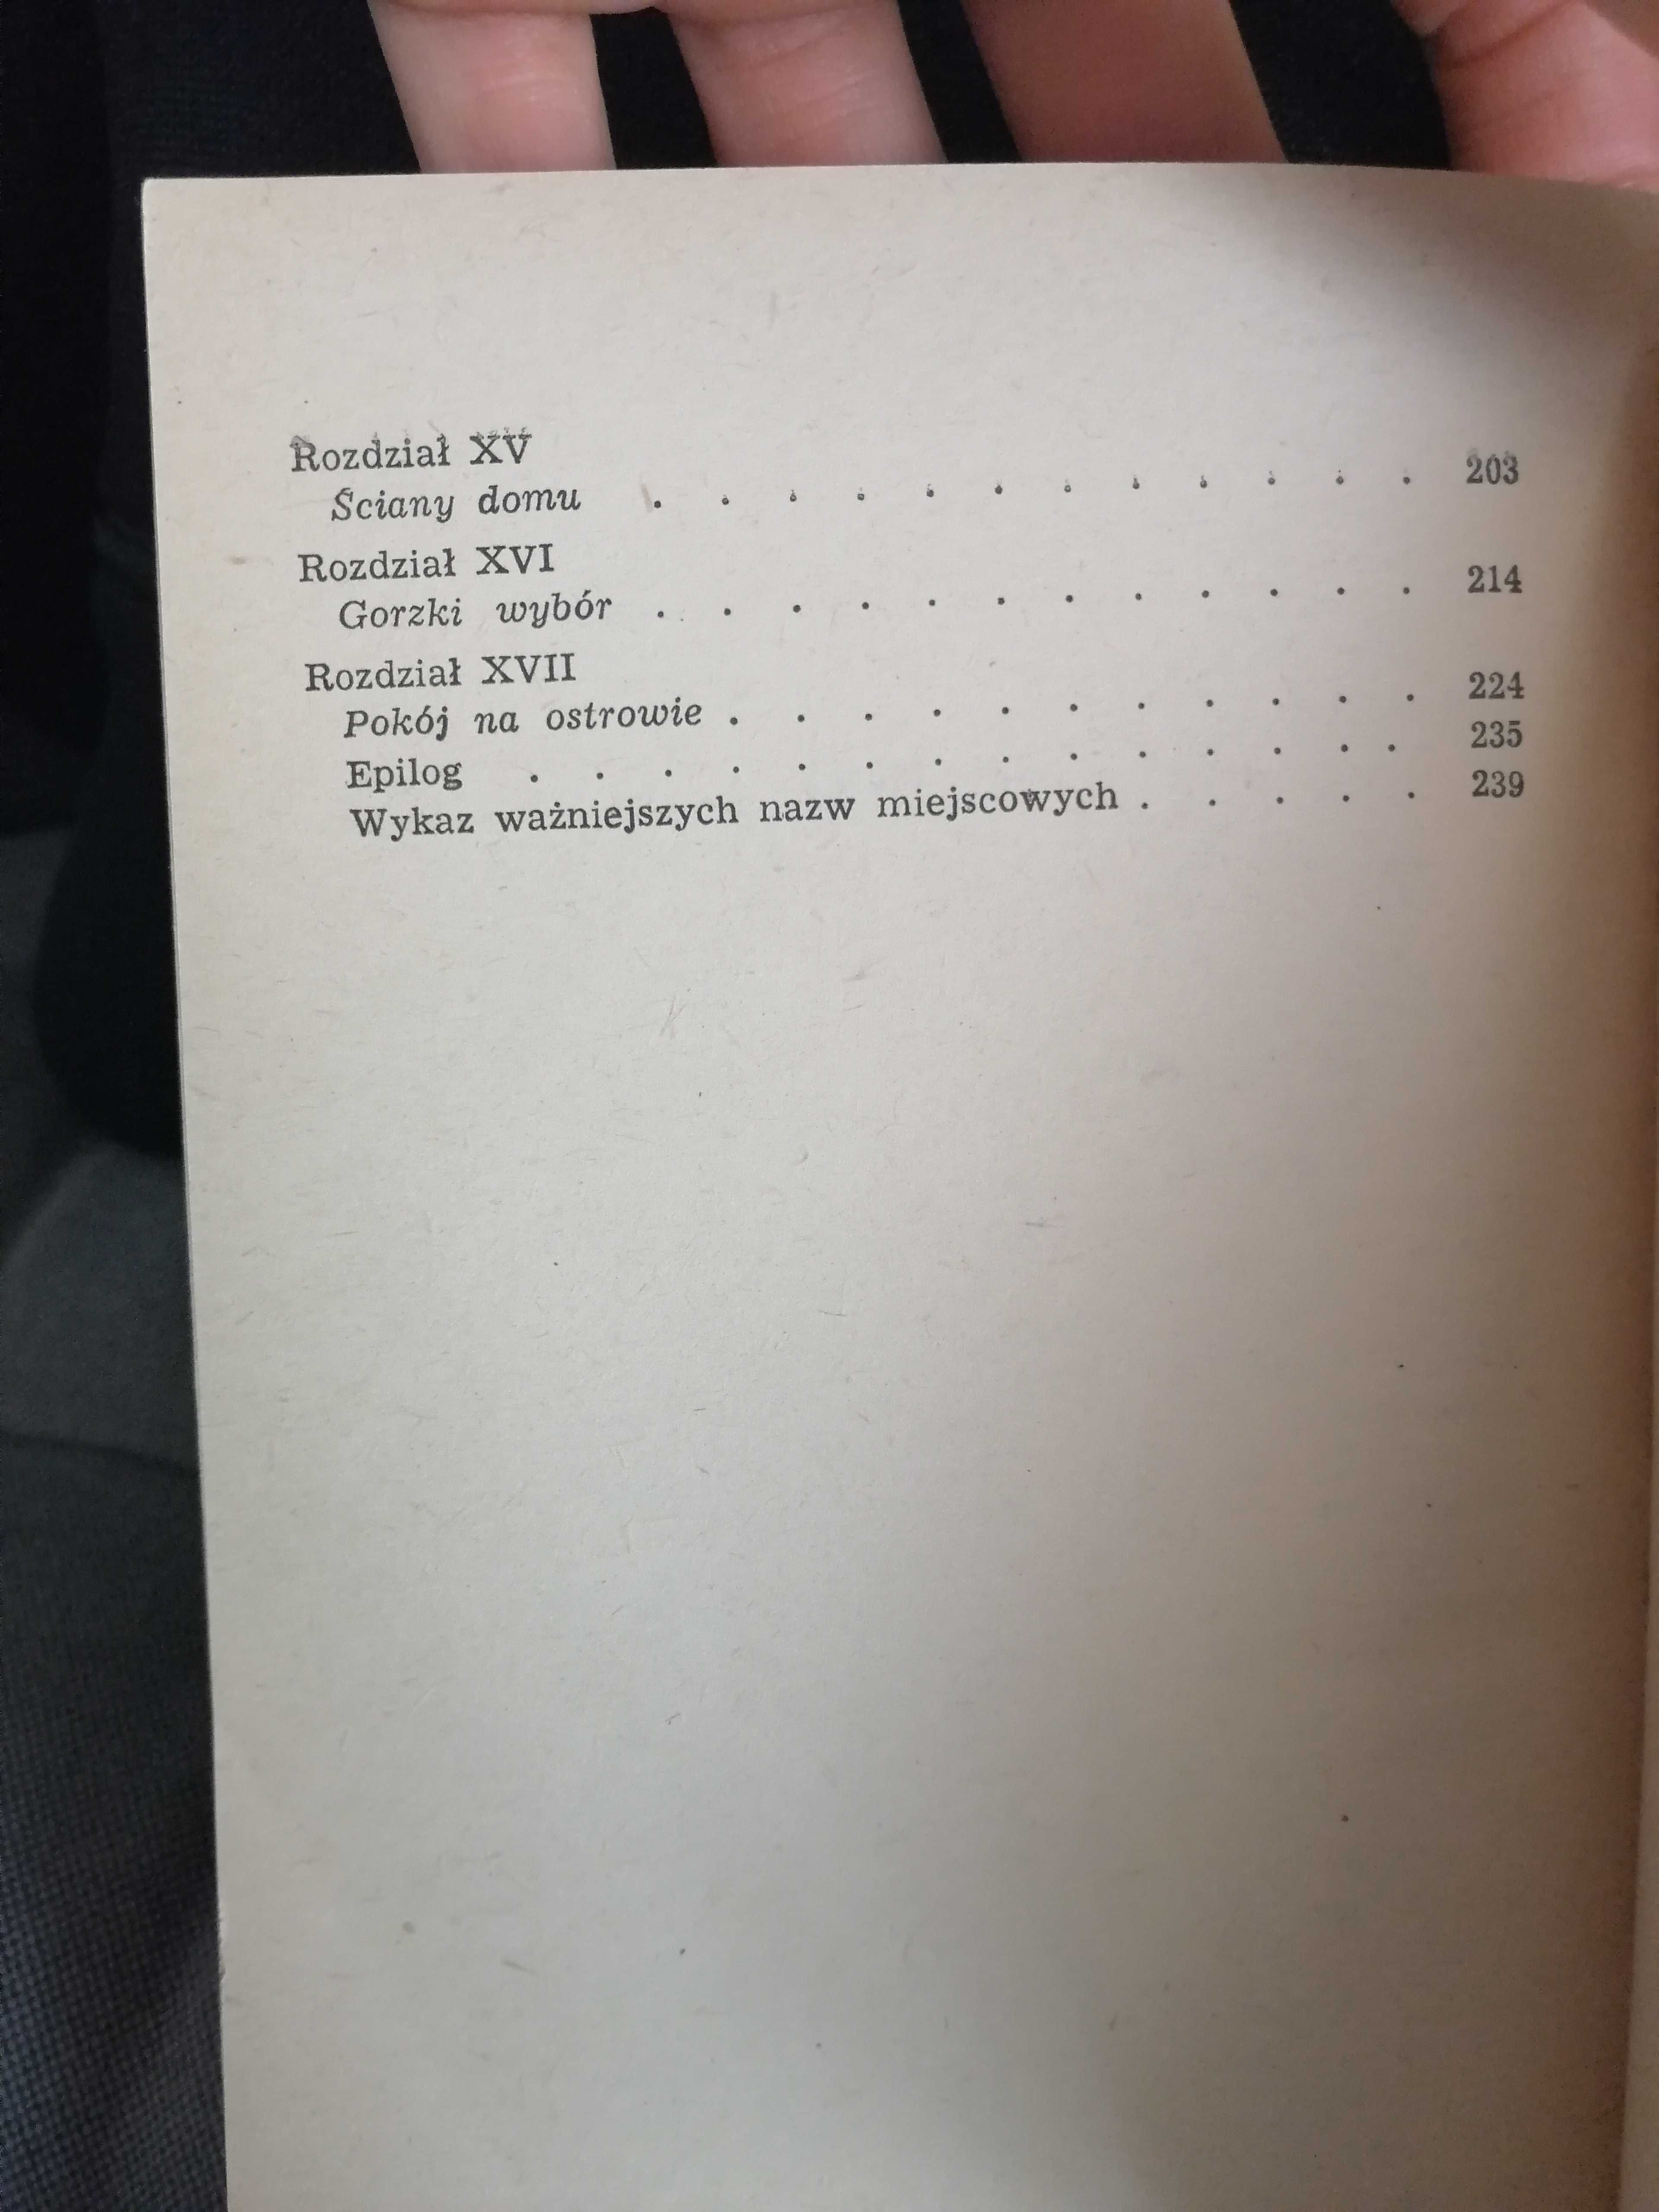 Rozdział XV
Ściany domu . . . . . . . . . . . . 203
Rozdział XVI
Gorzki wybór . . . . . . . . . . . . 214
Rozdział XVII
Pokój na ostrowie . . . . . . . . . . . 224
Epilog . . . . . . . . . . . . . . 235
Wykaz ważniejszych nazw miejscowych . . . . . 239